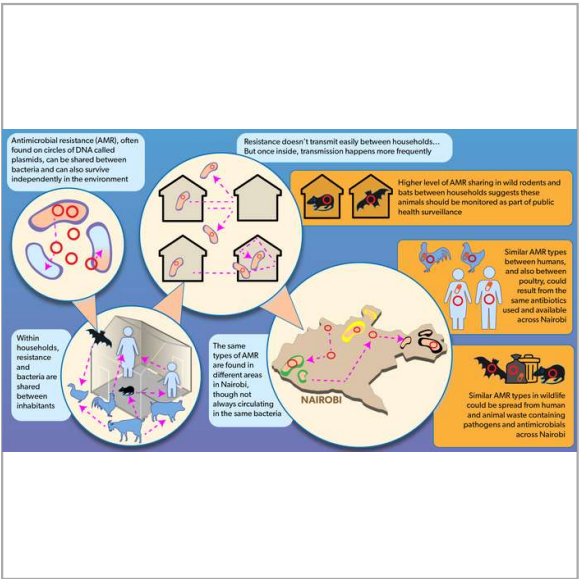 Antimicrobial resistance (AMR), often
found on circles of DNA called
plasmids, can be shared between
bacteria and can also survive
independently in the environment
Resistance doesn't transmit easily between households...
But once inside, transmission happens more frequently
Higher level of AMR sharing in wild rodents and
bats between households suggests these
animals should be monitored as part of public
health surveillance
Similar AMR types
between humans,
and also between
poultry, could
result from the
same antibiotics
used and available
across Nairobi
Within
households,
resistance
and
bacteria are
shared
between
inhabitants
The same
types of AMR
are found in
different areas
in Nairobi,
though not
always circulating
in the same bacteria
NAIROBI
Similar AMR types in wildlife
could be spread from human
and animal waste containing
pathogens and antimicrobials
across Nairobi